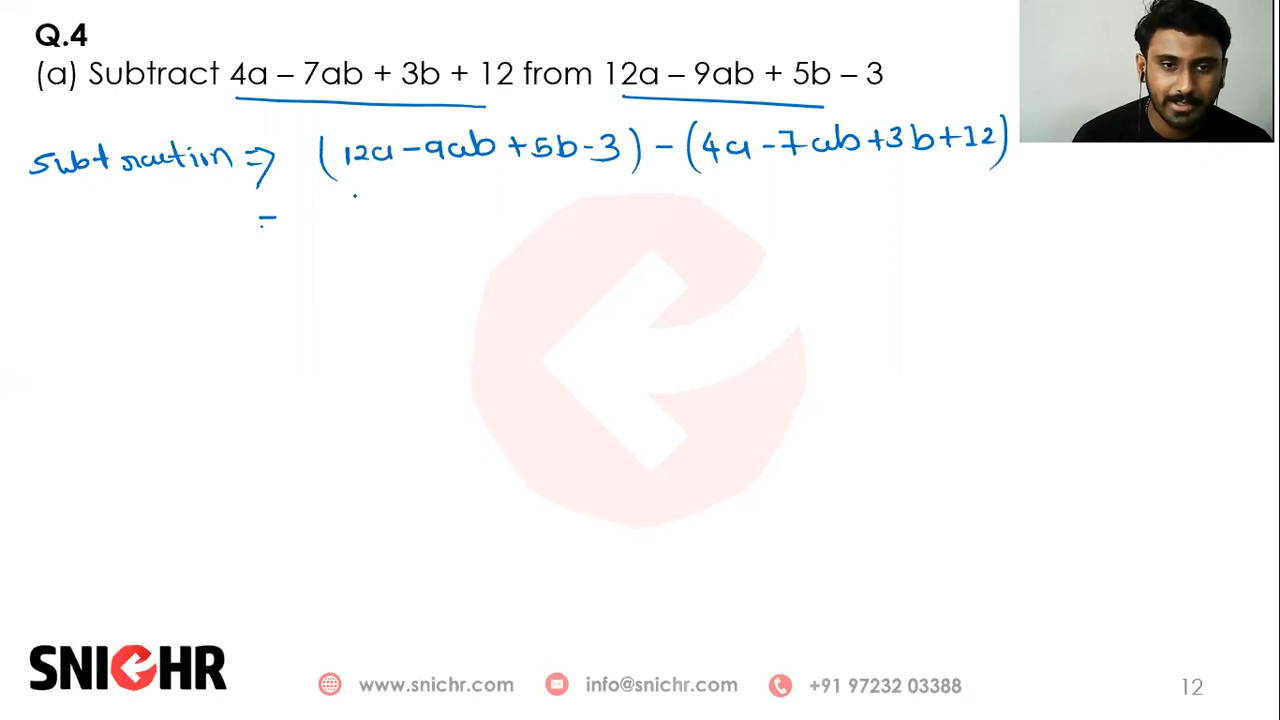 Q.4
(a) Subtract 4a – 7ab + 3b + 12 from 12a – 9ab + 5b – 3
Subtraction ⇒ (12a - 9ab + 5b - 3) - (4a - 7ab + 3b + 12)
=
SNICHR
www.snichr.com info@snichr.com +91 97232 03388 12